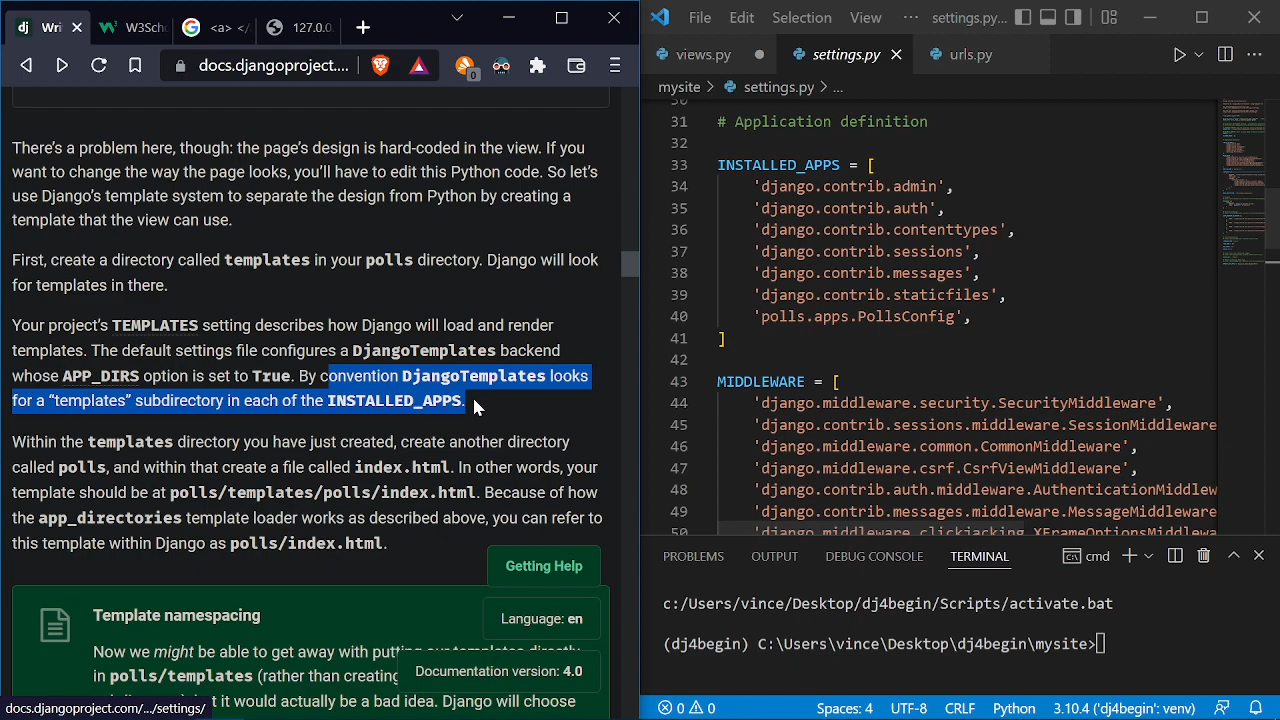 Wri
W3Sch
<a> </
127.0.0.
docs.djangoproject....
0
There's a problem here, though: the page's design is hard-coded in the view. If you
want to change the way the page looks, you'll have to edit this Python code. So let's
use Django's template system to separate the design from Python by creating a
template that the view can use.
First, create a directory called templates in your polls directory. Django will look
for templates in there.
Your project's TEMPLATES setting describes how Django will load and render
templates. The default settings file configures a DjangoTemplates backend
whose APP_DIRS option is set to True. By convention DjangoTemplates looks
for a “templates” subdirectory in each of the INSTALLED_APPS.
Within the templates directory you have just created, create another directory
called polls, and within that create a file called index.html. In other words, your
template should be at polls/templates/polls/index.html. Because of how
the app_directories template loader works as described above, you can refer to
this template within Django as polls/index.html.
Getting Help
Template namespacing
Language: en
Now we might be able to get away with putting
in polls/templates (rather than creating
Documentation version: 4.0
but it would actually be a bad idea. Django will choose
docs.djangoproject.com/.../settings/
File Edit Selection View ··· settings.py...
views.py
settings.py
urls.py
mysite > settings.py > ...
30
31 # Application definition
32
33 INSTALLED_APPS = [
34 'django.contrib.admin',
35 'django.contrib.auth',
36 'django.contrib.contenttypes',
37 'django.contrib.sessions',
38 'django.contrib.messages',
39 'django.contrib.staticfiles',
40 'polls.apps.PollsConfig',
41 ]
42
43 MIDDLEWARE = [
44 'django.middleware.security.SecurityMiddleware',
45 'django.contrib.sessions.middleware.SessionMiddleware
46 'django.middleware.common.CommonMiddleware',
47 'django.middleware.csrf.CsrfViewMiddleware',
48 'django.contrib.auth.middleware.AuthenticationMiddlew
49 'django.contrib.messages.middleware.MessageMiddleware
50 'django.middleware.clickjacking.XFrameOptionsMiddlewa
PROBLEMS OUTPUT DEBUG CONSOLE TERMINAL cmd
c:/Users/vince/Desktop/dj4begin/Scripts/activate.bat
(dj4begin) C:\Users\vince\Desktop\dj4begin\mysite>
0 0 Spaces: 4 UTF-8 CRLF Python 3.10.4 ('dj4begin': venv)